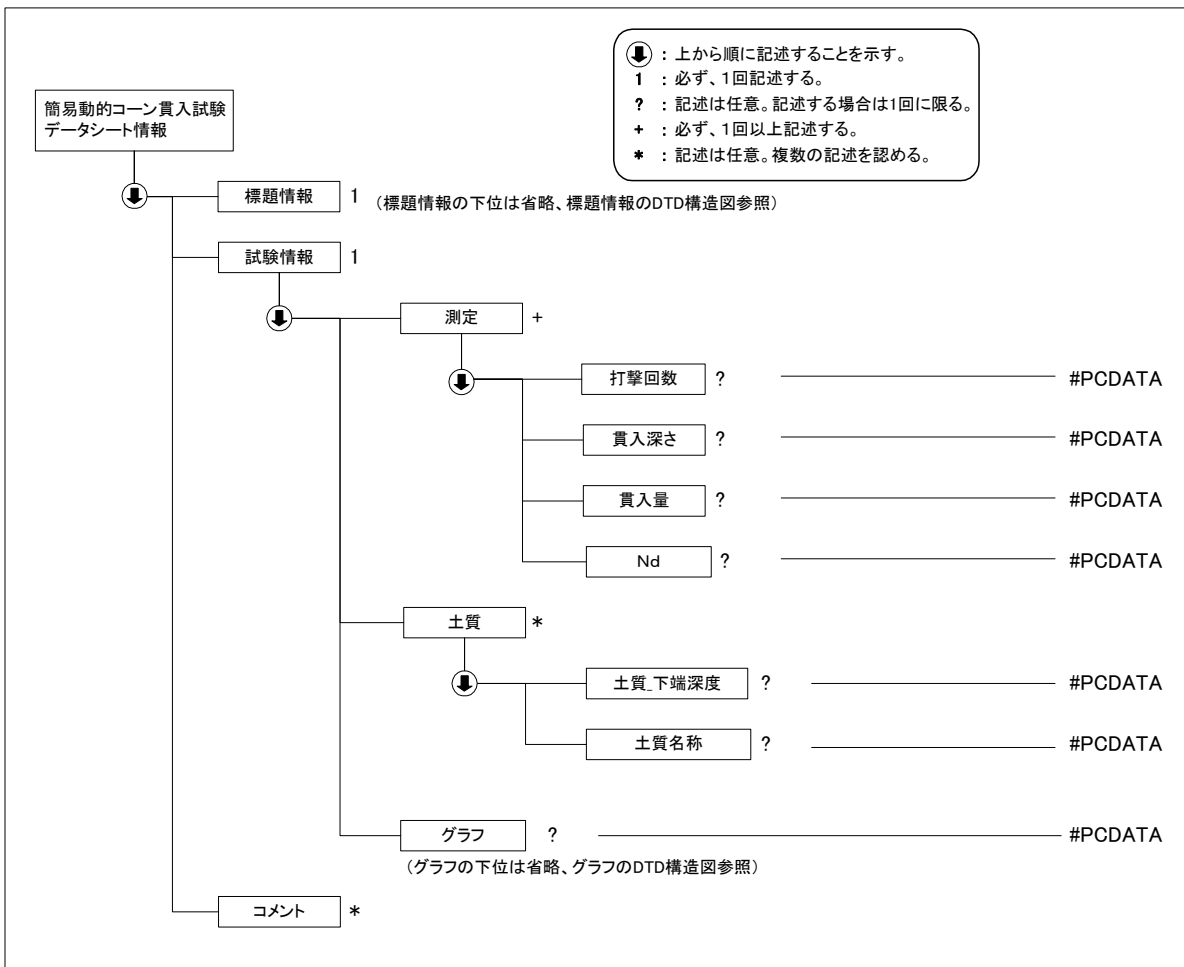 ：上から順に記述することを示す。
1 ：必ず、1回記述する。
? ：記述は任意。記述する場合は1回に限る。
+ ：必ず、1回以上記述する。
* ：記述は任意。複数の記述を認める。
簡易動的コーン貫入試験
データシート情報
標題情報 1 （標題情報の下位は省略、標題情報のDTD構造図参照）
試験情報 1
測定 +
打撃回数 ? #PCDATA
貫入深さ ? #PCDATA
貫入量 ? #PCDATA
Nd ? #PCDATA
土質 *
土質_下端深度 ? #PCDATA
土質名称 ? #PCDATA
グラフ ? #PCDATA
（グラフの下位は省略、グラフのDTD構造図参照）
コメント *